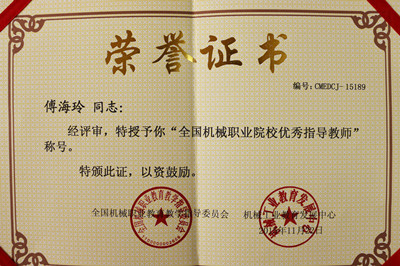 荣誉证书
编号:CMEDCJ-15189
傅海玲 同志:
经评审，特授予你“全国机械职业院校优秀指导教师”
称号。
特颁此证，以资鼓励。
全国机械职业教育教学指导委员会 机械工业教育发展中心